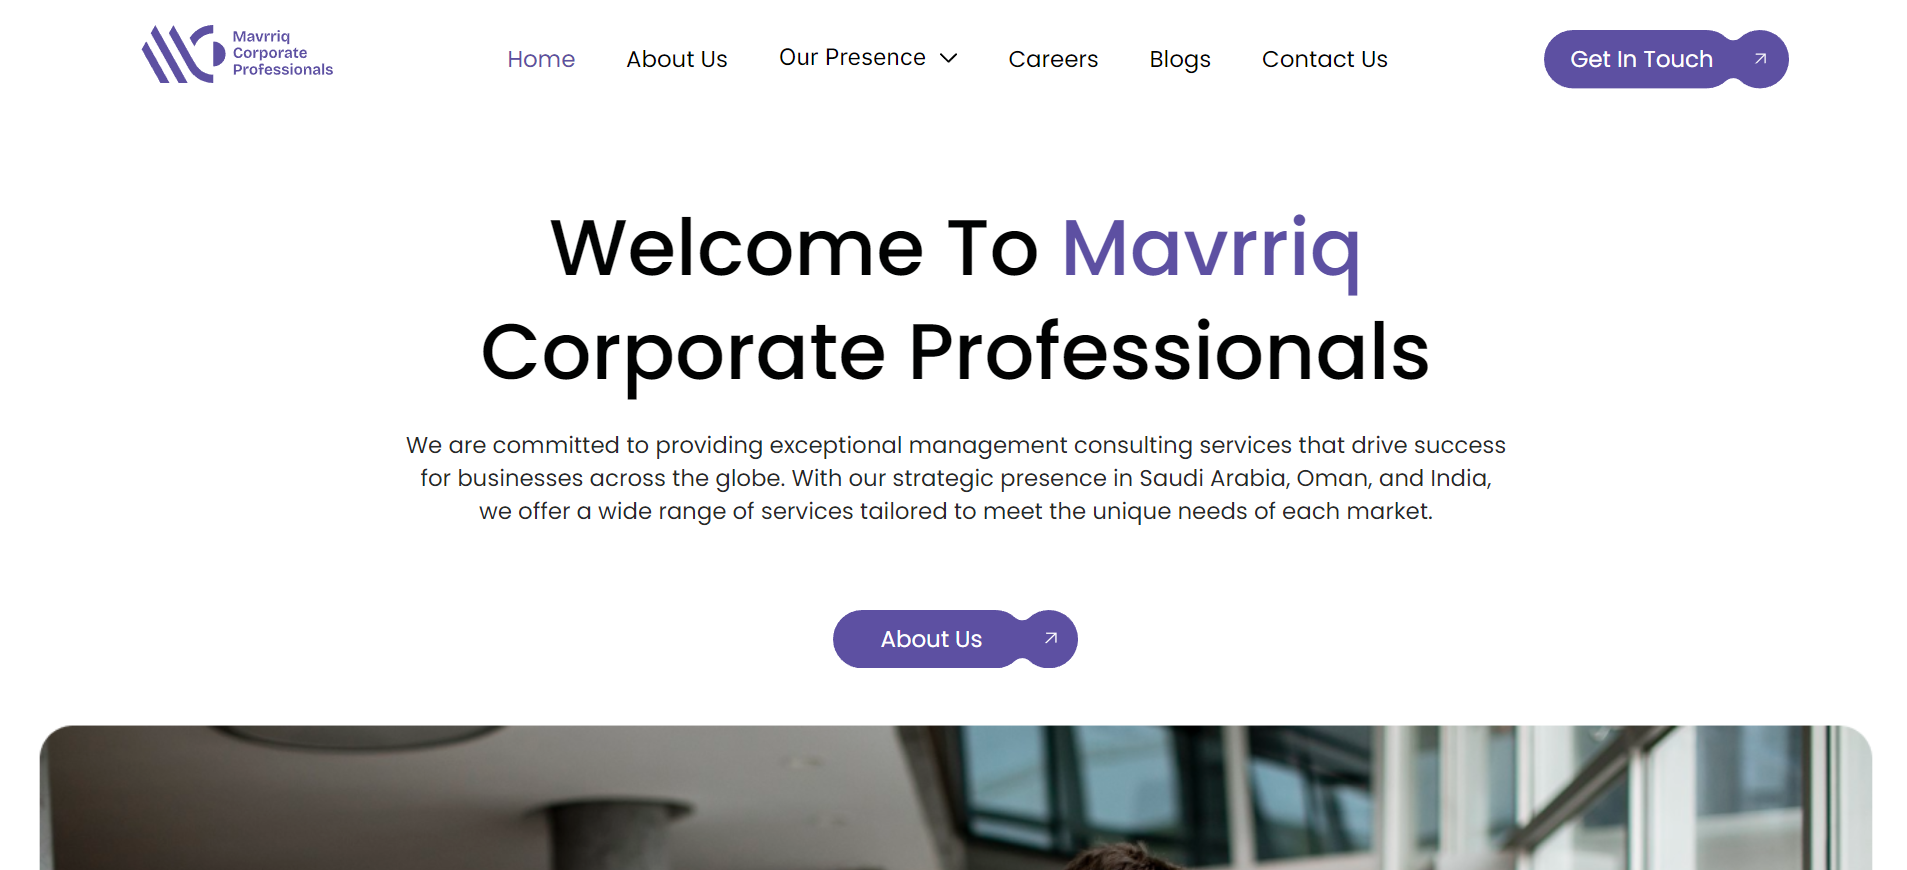 Mavrriq
Corporate
Professionals
Home
About Us
Our Presence
Careers
Blogs
Contact Us
Get In Touch
Welcome To Mavrriq
Corporate Professionals
We are committed to providing exceptional management consulting services that drive success
for businesses across the globe. With our strategic presence in Saudi Arabia, Oman, and India,
we offer a wide range of services tailored to meet the unique needs of each market.
About Us